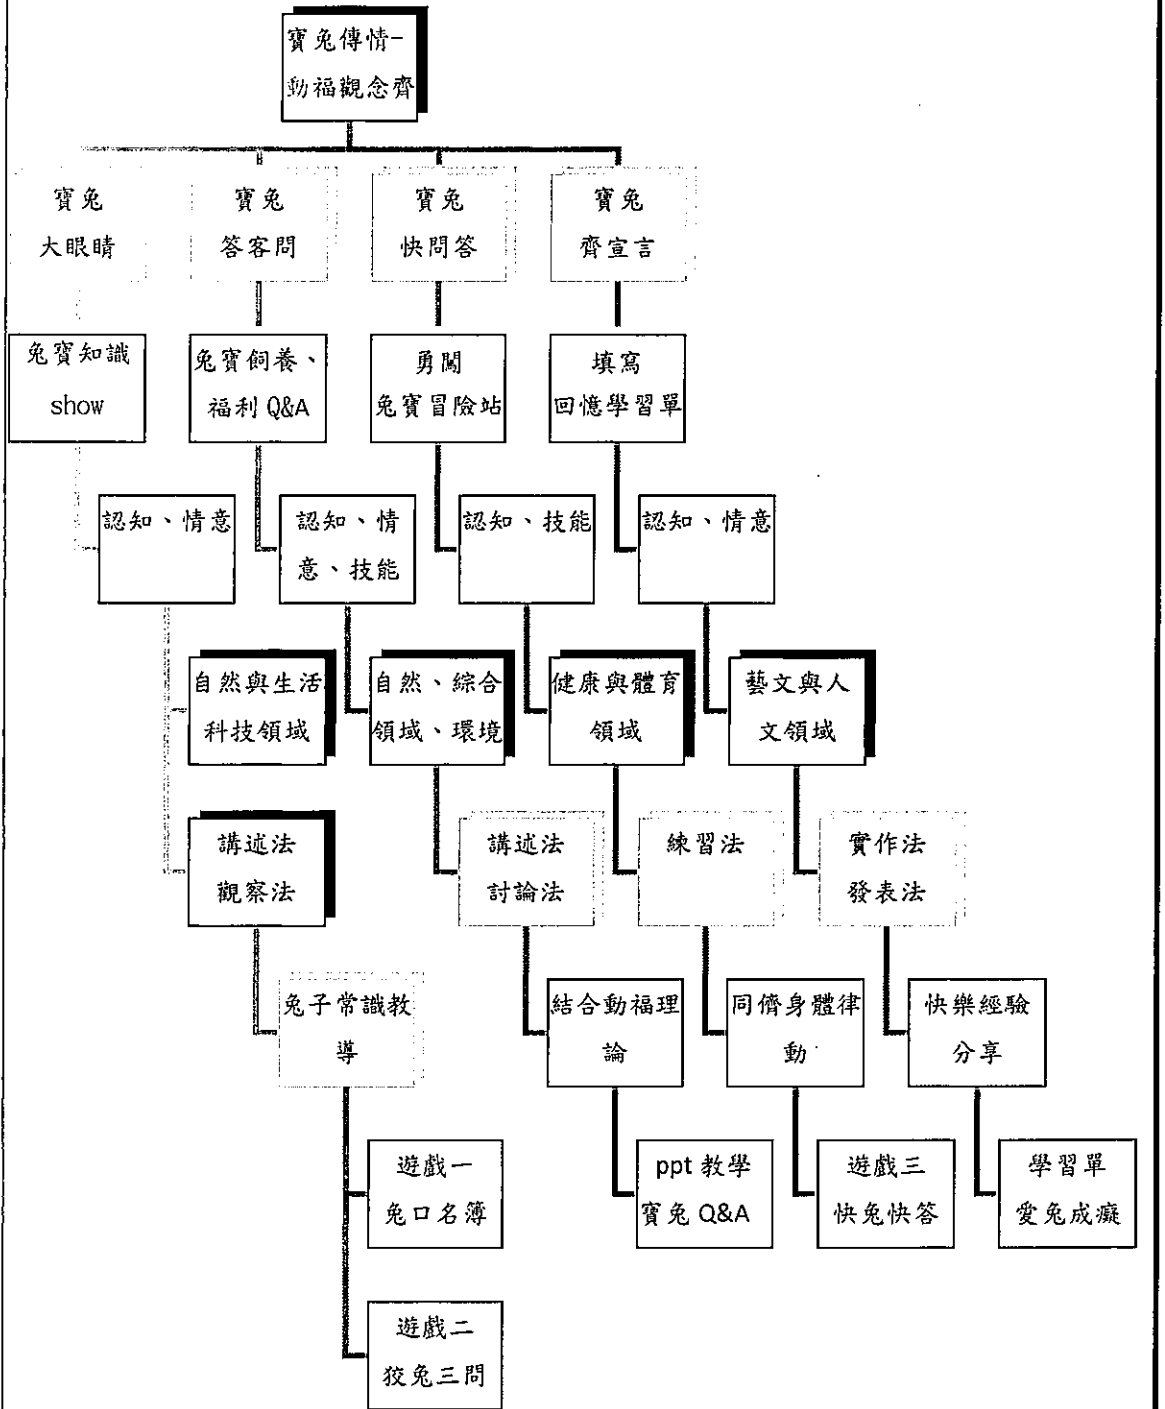 寶兔傳情-
動福觀念齊
寶兔
大眼睛
寶兔
答客問
寶兔
快問答
寶兔
齊宣言
兔寶知識
show
兔寶飼養、
福利 Q&A
勇闖
兔寶冒險站
填寫
回憶學習單
認知、情意
認知、情
意、技能
認知、技能
認知、情意
自然與生活
科技領域
自然、綜合
領域、環境
健康與體育
領域
藝文與人
文領域
講述法
觀察法
講述法
討論法
練習法
實作法
發表法
兔子常識教
導
結合動福理
論
同儕身體律
動
快樂經驗
分享
遊戲一
兔口名簿
ppt 教學
寶兔 Q&A
遊戲三
快兔快答
學習單
愛兔成癡
遊戲二
狡兔三問